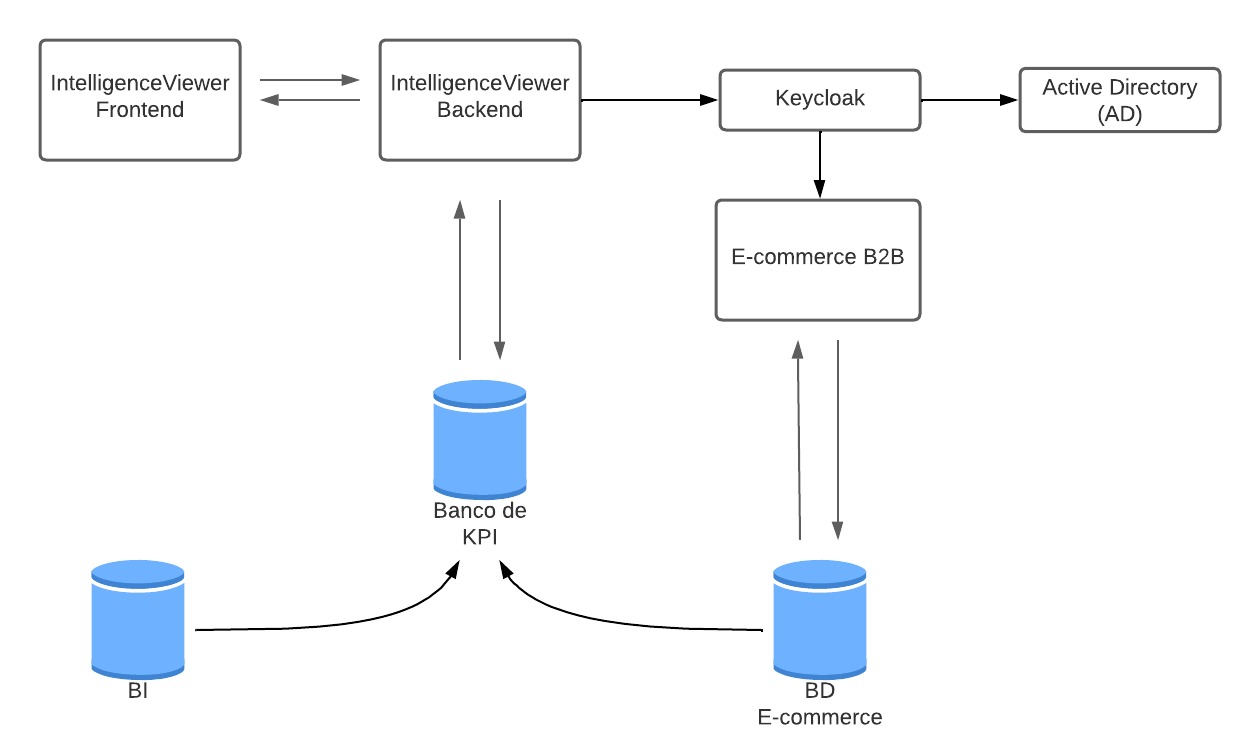 IntelligenceViewer
Frontend
IntelligenceViewer
Backend
Keycloak
Active Directory
(AD)
E-commerce B2B
Banco de
KPI
BI
BD
E-commerce